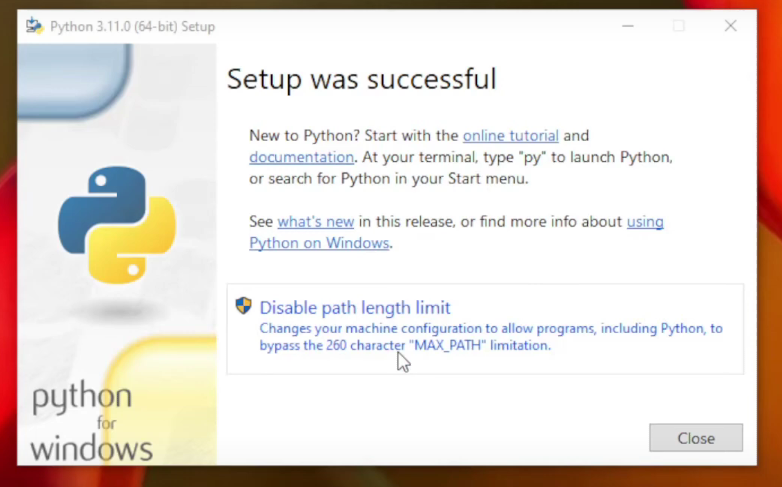 Python 3.11.0 (64-bit) Setup
Setup was successful
New to Python? Start with the online tutorial and
documentation. At your terminal, type "py" to launch Python,
or search for Python in your Start menu.
See what's new in this release, or find more info about using
Python on Windows.
Disable path length limit
Changes your machine configuration to allow programs, including Python, to
bypass the 260 character "MAX_PATH" limitation.
python
for
windows
Close